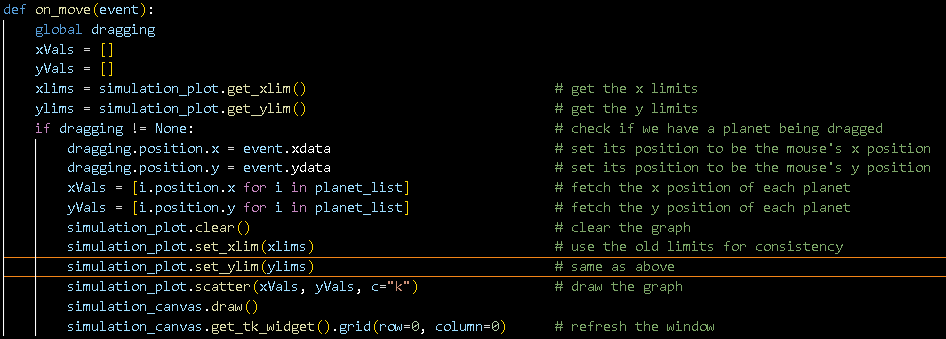 def on_move(event):
    global dragging
    xVals = []
    yVals = []
    xlims = simulation_plot.get_xlim()                               # get the x limits
    ylims = simulation_plot.get_ylim()                               # get the y limits
    if dragging != None:                                             # check if we have a planet being dragged
        dragging.position.x = event.xdata                            # set its position to be the mouse's x position
        dragging.position.y = event.ydata                            # set its position to be the mouse's y position
        xVals = [i.position.x for i in planet_list]                  # fetch the x position of each planet
        yVals = [i.position.y for i in planet_list]                  # fetch the y position of each planet
        simulation_plot.clear()                                      # clear the graph
        simulation_plot.set_xlim(xlims)                              # use the old limits for consistency
        simulation_plot.set_ylim(ylims)                              # same as above
        simulation_plot.scatter(xVals, yVals, c="k")                 # draw the graph
        simulation_canvas.draw()
        simulation_canvas.get_tk_widget().grid(row=0, column=0)      # refresh the window